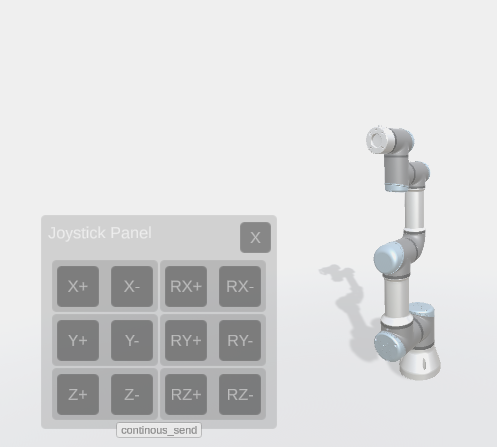 Joystick Panel
X
X+ X- RX+ RX-
Y+ Y- RY+ RY-
Z+ Z- RZ+ RZ-
continous_send